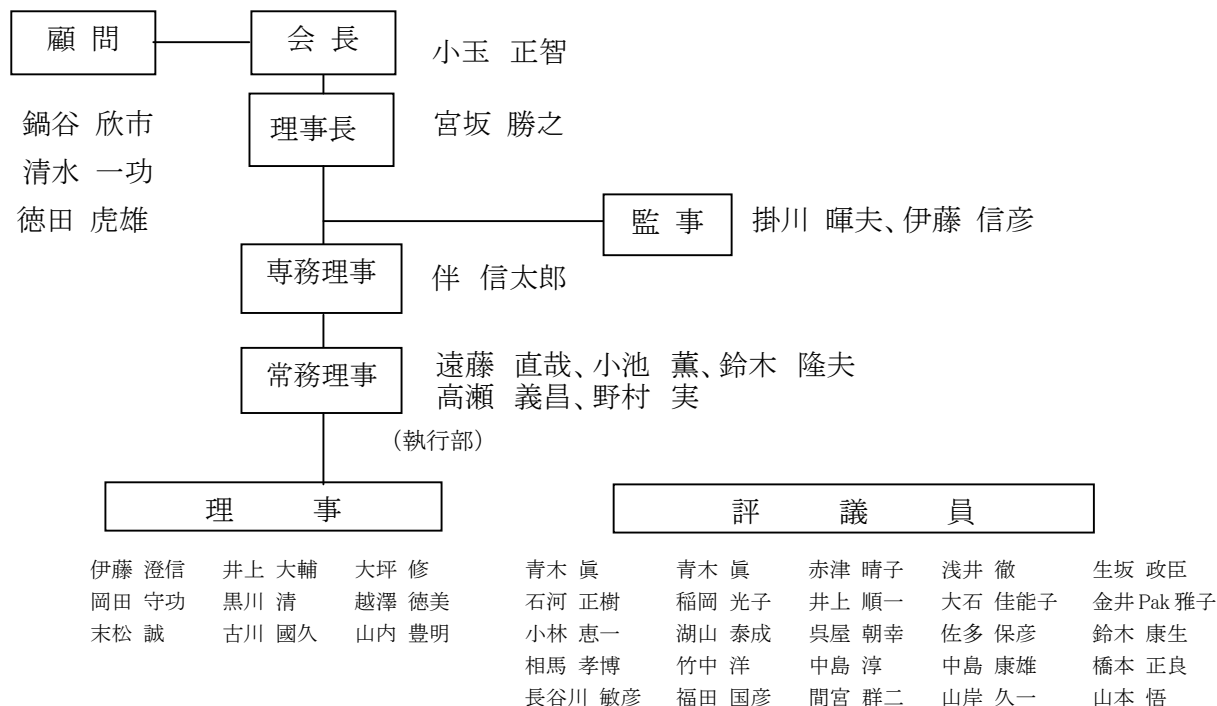 顧 問
会 長
小玉 正智
鍋谷 欣市
清水 一功
徳田 虎雄
理事長
宮坂 勝之
監 事
掛川 暉夫、伊藤 信彦
専務理事
伴 信太郎
常務理事
遠藤 直哉、小池 薫、鈴木 隆夫
高瀬 義昌、野村 実
(執行部)
理 事
伊藤 澄信 井上 大輔 大坪 修
岡田 守功 黒川 清 越澤 徳美
末松 誠 古川 國久 山内 豊明
評 議 員
青木 眞 青木 眞 赤津 晴子 浅井 徹 生坂 政臣
石河 正樹 稲岡 光子 井上 順一 大石 佳能子 金井 Pak 雅子
小林 恵一 湖山 泰成 呉屋 朝幸 佐多 保彦 鈴木 康生
相馬 孝博 竹中 洋 中島 淳 中島 康雄 橋本 正良
長谷川 敏彦 福田 国彦 間宮 群二 山岸 久一 山本 悟